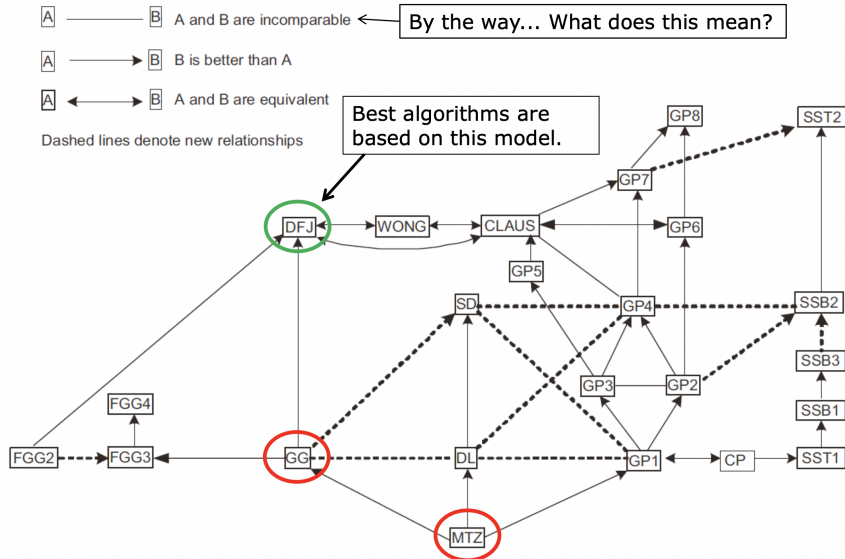 A B A and B are incomparable
By the way... What does this mean?
A B B is better than A
A B A and B are equivalent
Dashed lines denote new relationships
Best algorithms are
based on this model.
GP8 SST2
GP7
DFJ WONG CLAUS GP6
GP5
SD GP4 SSB2
SSB3
GP3 GP2
FGG4
SSB1
FGG2 FGG3 GG DL GP1 CP SST1
MTZ